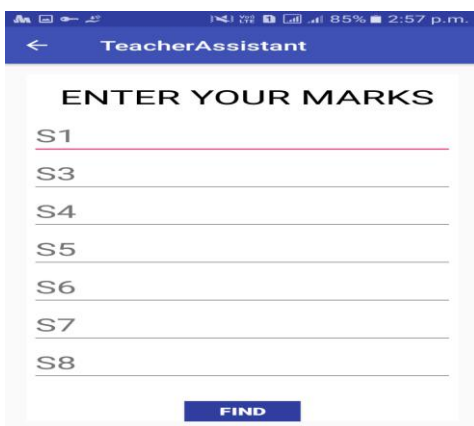 85% 2:57 p.m.
TeacherAssistant
ENTER YOUR MARKS
S1
S3
S4
S5
S6
S7
S8
FIND